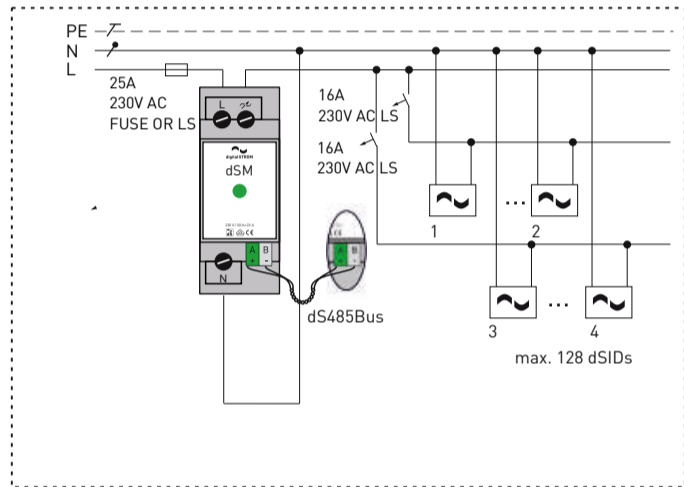 PE
N
L
25A
230V AC
FUSE OR LS
L
digitalSTROM
dSM
A B
+ -
N
A B
+ -
dS485Bus
16A
230V AC LS
16A
230V AC LS
... 
1 2
...
3 4
max. 128 dSIDs